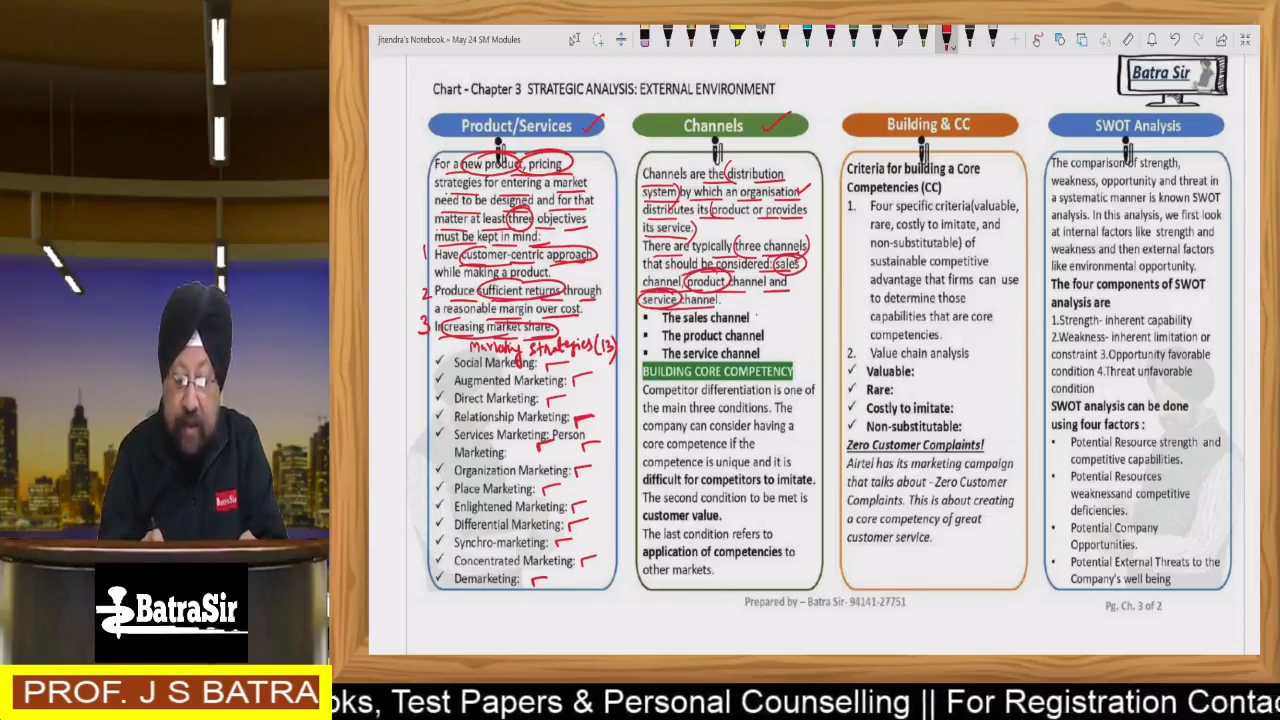 Jitendra's Notebook » May 24 SM Modules
Batra Sir
Chart - Chapter 3 STRATEGIC ANALYSIS: EXTERNAL ENVIRONMENT
Product/Services
For a new product, pricing
strategies for entering a market
need to be designed and for that
matter at least three objectives
must be kept in mind:
1 Have customer-centric approach
while making a product.
2 Produce sufficient returns through
a reasonable margin over cost.
3 Increasing market share.
Marketing Strategies (13)
✓ Social Marketing:
✓ Augmented Marketing:
✓ Direct Marketing:
✓ Relationship Marketing:
✓ Services Marketing: Person
Marketing:
✓ Organization Marketing:
✓ Place Marketing:
✓ Enlightened Marketing:
✓ Differential Marketing:
✓ Synchro-marketing:
✓ Concentrated Marketing:
✓ Demarketing:
Channels
Channels are the distribution
system by which an organisation
distributes its product or provides
its service.
There are typically three channels
that should be considered: sales
channel, product channel and
service channel.
▪ The sales channel
▪ The product channel
▪ The service channel
BUILDING CORE COMPETENCY
Competitor differentiation is one of
the main three conditions. The
company can consider having a
core competence if the
competence is unique and it is
difficult for competitors to imitate.
The second condition to be met is
customer value.
The last condition refers to
application of competencies to
other markets.
Building & CC
Criteria for building a Core
Competencies (CC)
1. Four specific criteria(valuable,
rare, costly to imitate, and
non-substitutable) of
sustainable competitive
advantage that firms can use
to determine those
capabilities that are core
competencies.
2. Value chain analysis
✓ Valuable:
✓ Rare:
✓ Costly to imitate:
✓ Non-substitutable:
Zero Customer Complaints!
Airtel has its marketing campaign
that talks about - Zero Customer
Complaints. This is about creating
a core competency of great
customer service.
SWOT Analysis
The comparison of strength,
weakness, opportunity and threat in
a systematic manner is known SWOT
analysis. In this analysis, we first look
at internal factors like strength and
weakness and then external factors
like environmental opportunity.
The four components of SWOT
analysis are
1.Strength- inherent capability
2.Weakness- inherent limitation or
constraint 3.Opportunity favorable
condition 4.Threat unfavorable
condition
SWOT analysis can be done
using four factors :
• Potential Resource strength and
competitive capabilities.
• Potential Resources
weaknessand competitive
deficiencies.
• Potential Company
Opportunities.
• Potential External Threats to the
Company's well being
Prepared by – Batra Sir- 94141-27751
Pg. Ch. 3 of 2
BatraSir
BatraSir
PROF. J S BATRA
oks, Test Papers & Personal Counselling || For Registration Conta